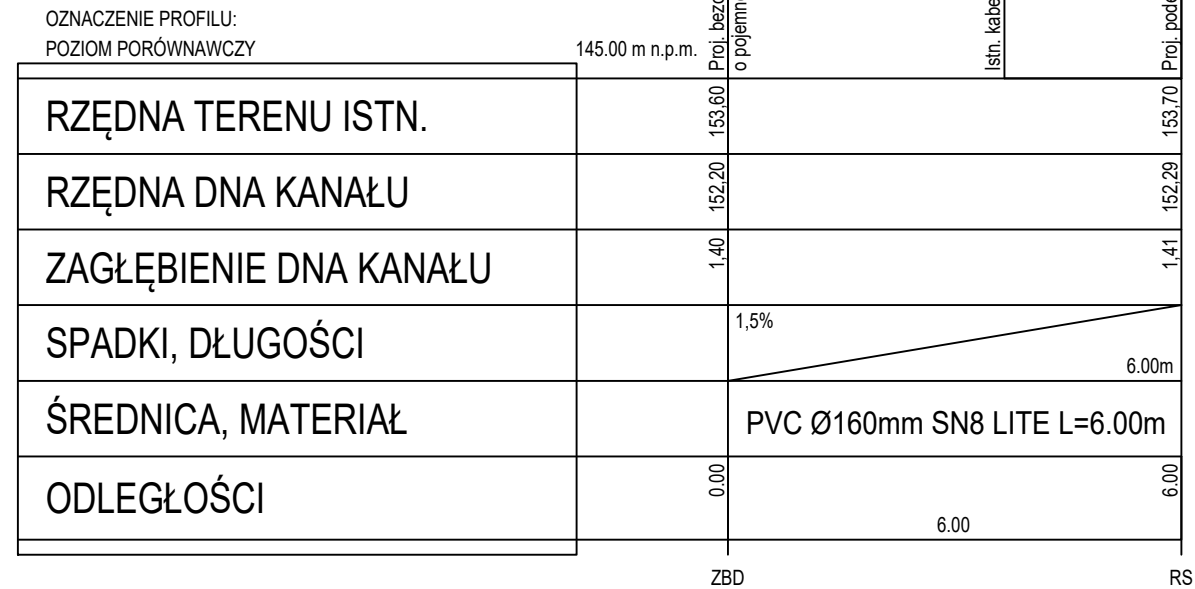 OZNACZENIE PROFILU:
POZIOM PORÓWNAWCZY 145.00 m n.p.m.
Proj.
o
Istn.
Proj.
RZĘDNA TERENU ISTN. 153,60 153,70
RZĘDNA DNA KANAŁU 152,20 152,29
ZAGŁĘBIENIE DNA KANAŁU 1,40 1,41
SPADKI, DŁUGOŚCI 1,5% 6.00m
ŚREDNICA, MATERIAŁ PVC Ø160mm SN8 LITE L=6.00m
ODLEGŁOŚCI 0.00 6.00 6.00
ZBD RS